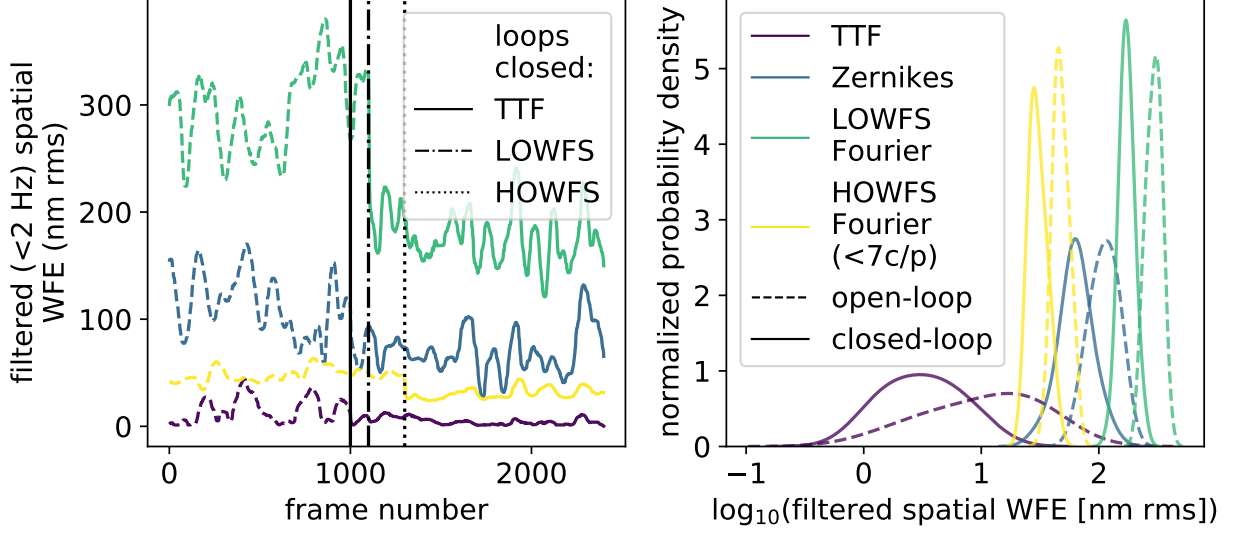 filtered (<2 Hz) spatial
WFE (nm rms)
300
200
100
0
0
1000
2000
frame number
loops
closed:
TTF
LOWFS
HOWFS
normalized probability density
5
4
3
2
1
0
−1
0
1
2
log₁₀(filtered spatial WFE [nm rms])
TTF
Zernikes
LOWFS
Fourier
HOWFS
Fourier
(<7c/p)
open-loop
closed-loop